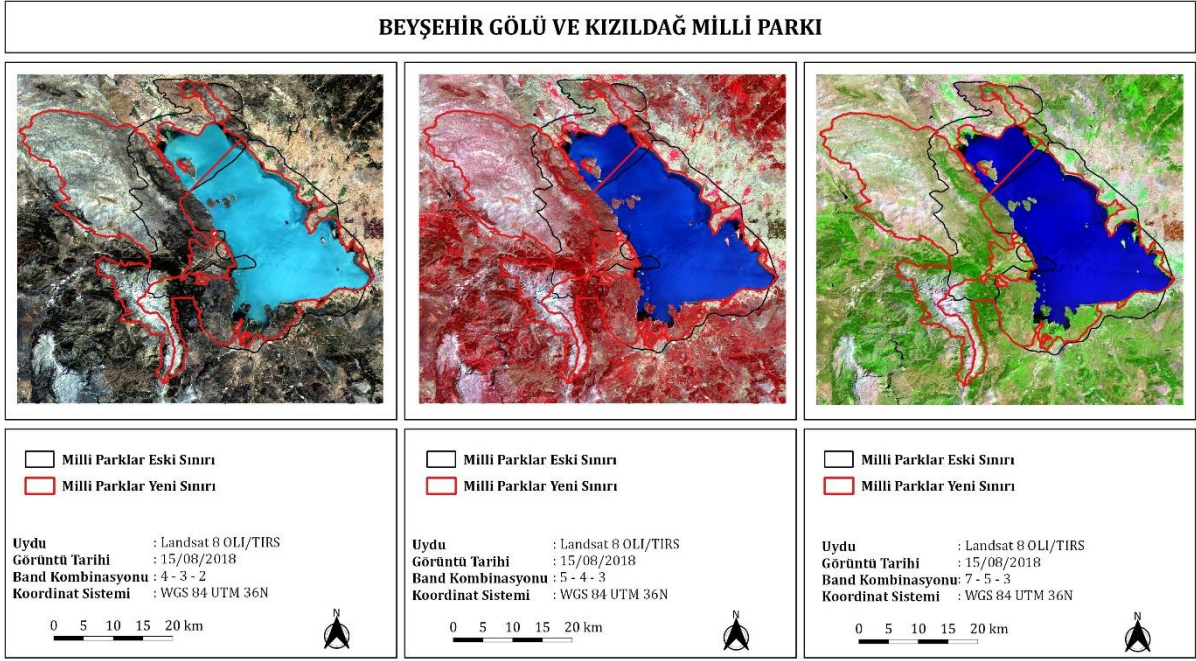 BEYŞEHİR GÖLÜ VE KIZILDAĞ MİLLİ PARKI
Milli Parklar Eski Sınırı
Milli Parklar Yeni Sınırı
Uydu : Landsat 8 OLI/TIRS
Görüntü Tarihi : 15/08/2018
Band Kombinasyonu : 4 - 3 - 2
Koordinat Sistemi : WGS 84 UTM 36N
0 5 10 15 20 km
N
Milli Parklar Eski Sınırı
Milli Parklar Yeni Sınırı
Uydu : Landsat 8 OLI/TIRS
Görüntü Tarihi : 15/08/2018
Band Kombinasyonu : 5 - 4 - 3
Koordinat Sistemi : WGS 84 UTM 36N
0 5 10 15 20 km
N
Milli Parklar Eski Sınırı
Milli Parklar Yeni Sınırı
Uydu : Landsat 8 OLI/TIRS
Görüntü Tarihi : 15/08/2018
Band Kombinasyonu : 7 - 5 - 3
Koordinat Sistemi : WGS 84 UTM 36N
0 5 10 15 20 km
N